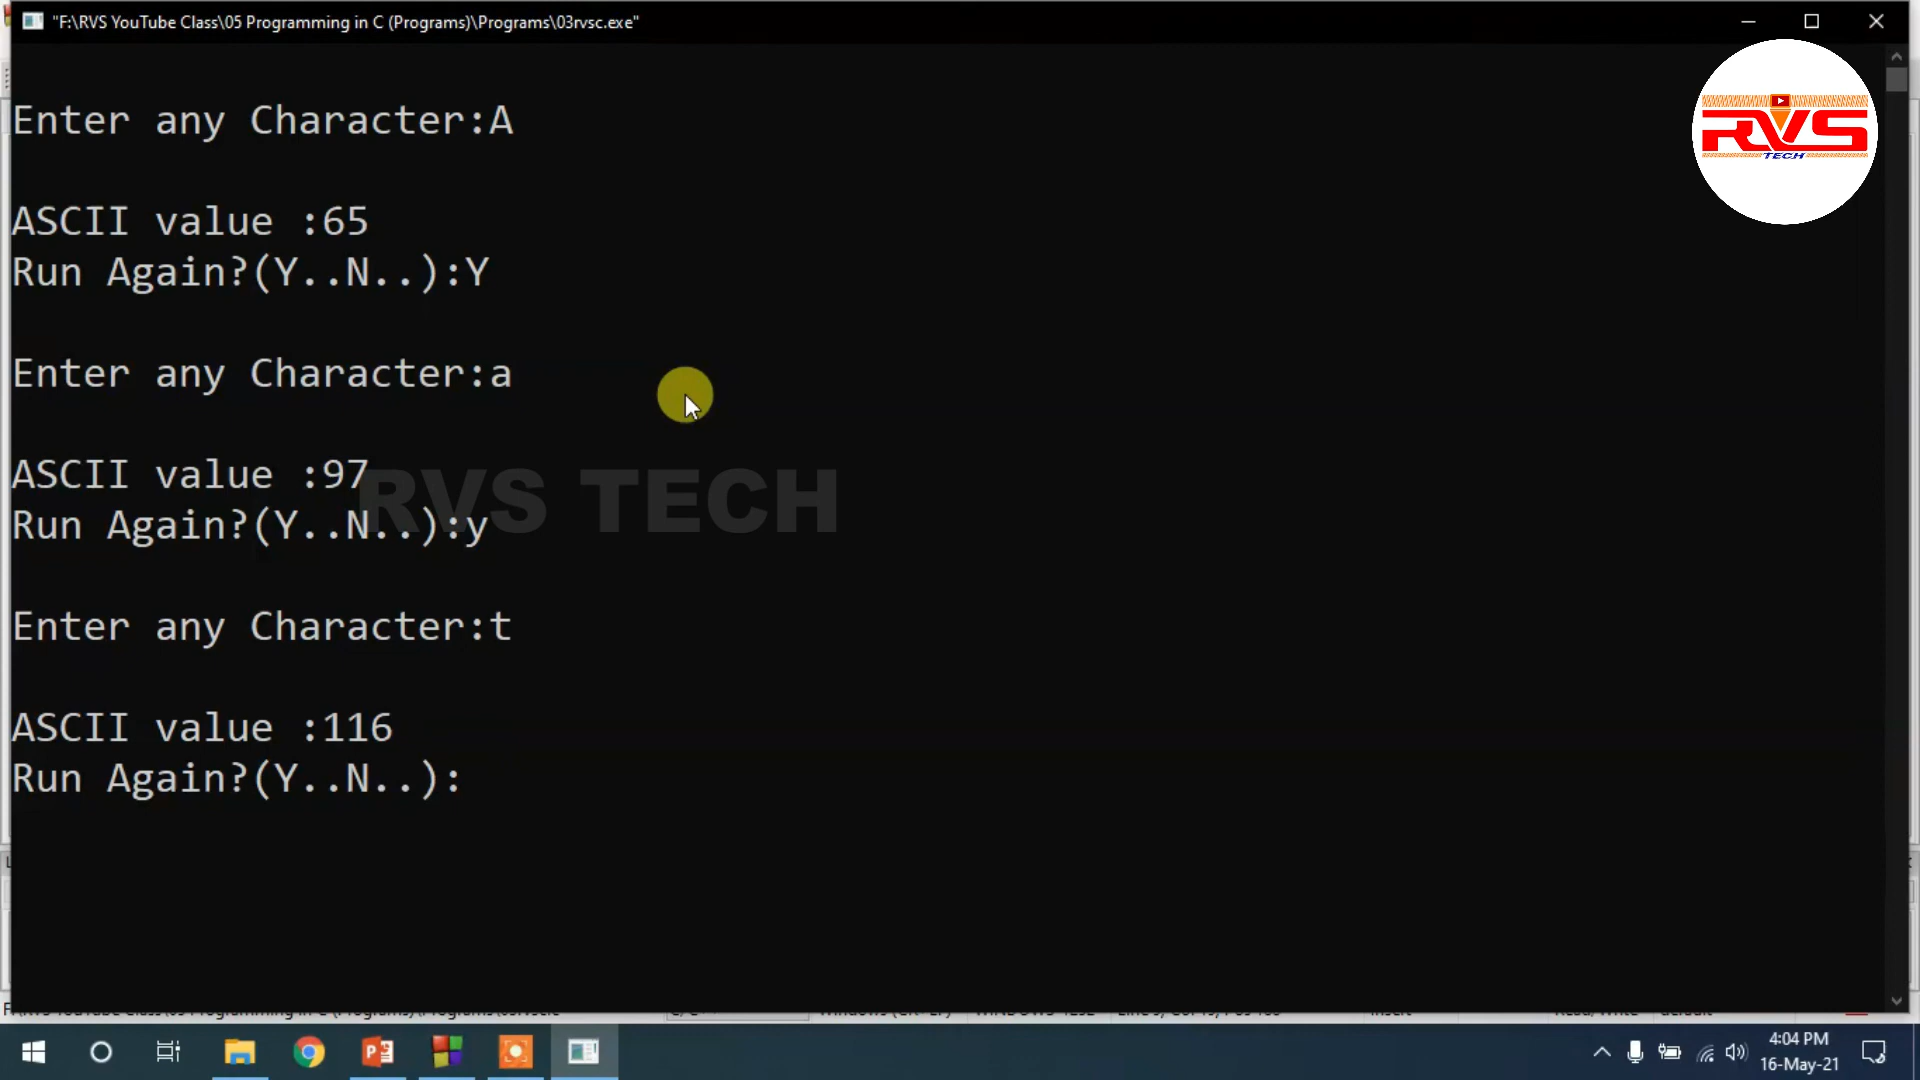 "F:\RVS YouTube Class\05 Programming in C (Programs)\Programs\03rvsc.exe"
RVS
TECH
Enter any Character:A
ASCII value :65
Run Again?(Y..N..):Y
Enter any Character:a
ASCII value :97
RVS TECH
Run Again?(Y..N..):y
Enter any Character:t
ASCII value :116
Run Again?(Y..N..):
4:04 PM
16-May-21